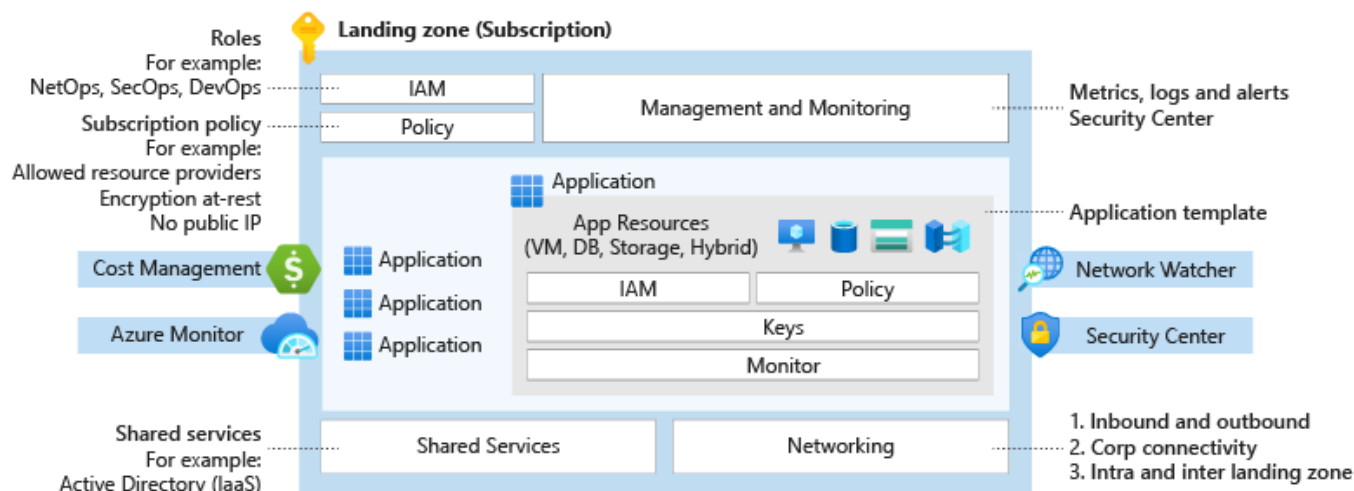 Landing zone (Subscription)
Roles
For example:
NetOps, SecOps, DevOps
Subscription policy
For example:
Allowed resource providers
Encryption at-rest
No public IP
Cost Management
Azure Monitor
Shared services
For example:
Active Directory (IaaS)
IAM
Policy
Management and Monitoring
Application
Application
Application
Application
App Resources
(VM, DB, Storage, Hybrid)
IAM
Policy
Keys
Monitor
Shared Services
Networking
Metrics, logs and alerts
Security Center
Application template
Network Watcher
Security Center
1. Inbound and outbound
2. Corp connectivity
3. Intra and inter landing zone